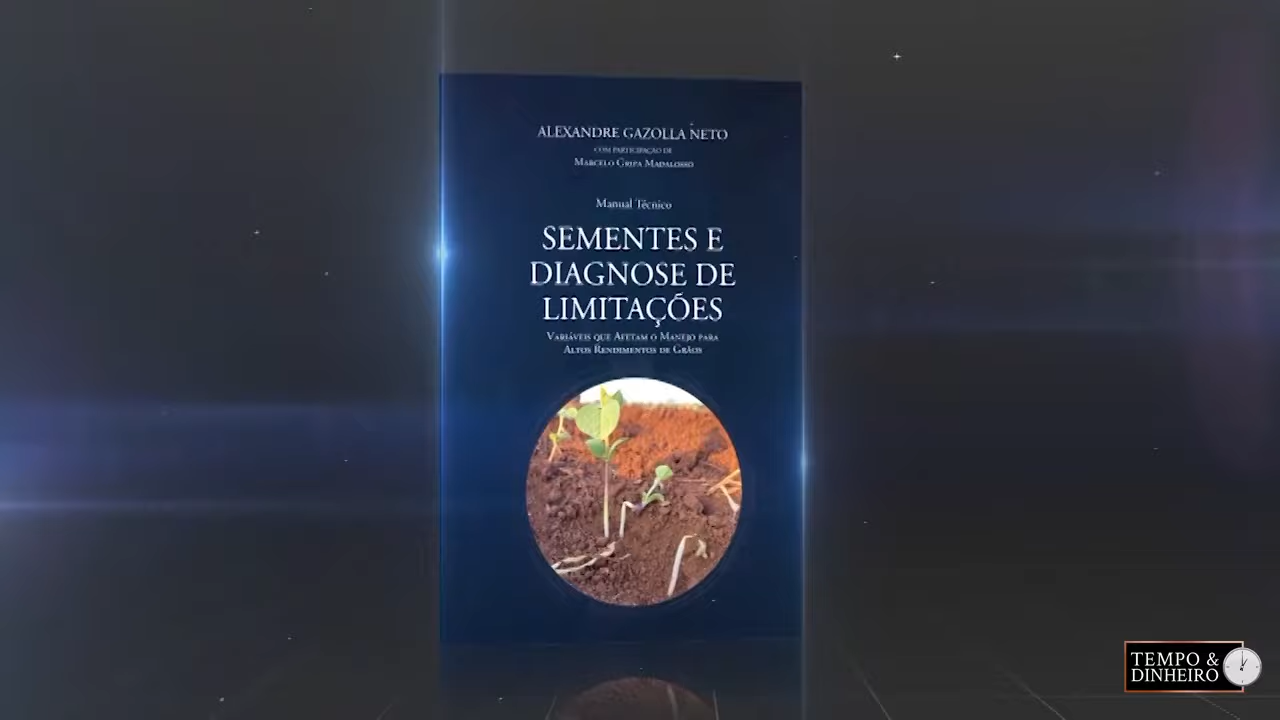 ALEXANDRE GAZOLLA NETO
COM PARTICIPAÇÃO DE
MARCELO GRIPA MADALOSSO
Manual Técnico
SEMENTES E
DIAGNOSE DE
LIMITAÇÕES
VARIÁVEIS QUE AFETAM O MANEJO PARA
ALTOS RENDIMENTOS DE GRÃOS
TEMPO &
DINHEIRO